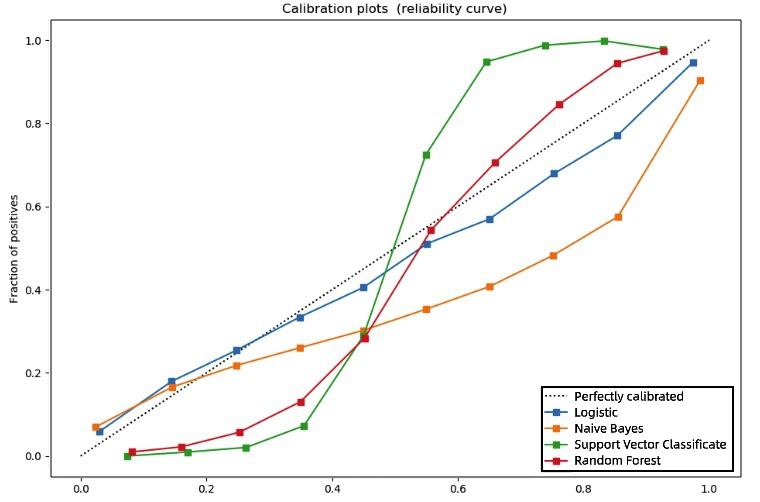 Calibration plots (reliability curve)
Fraction of positives
1.0
0.8
0.6
0.4
0.2
0.0
0.0 0.2 0.4 0.6 0.8 1.0
Perfectly calibrated
Logistic
Naive Bayes
Support Vector Classificate
Random Forest